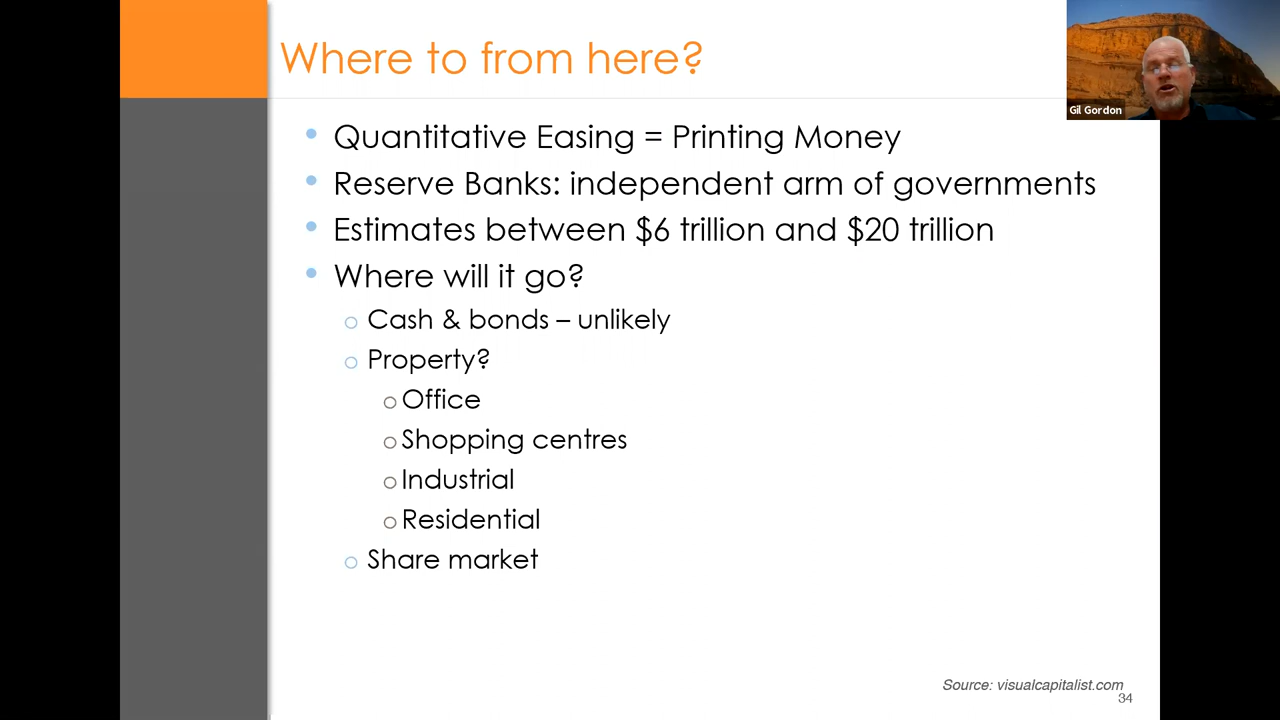 Where to from here?
Gil Gordon
• Quantitative Easing = Printing Money
• Reserve Banks: independent arm of governments
• Estimates between $6 trillion and $20 trillion
• Where will it go?
o Cash & bonds – unlikely
o Property?
o Office
o Shopping centres
o Industrial
o Residential
o Share market
Source: visualcapitalist.com
34